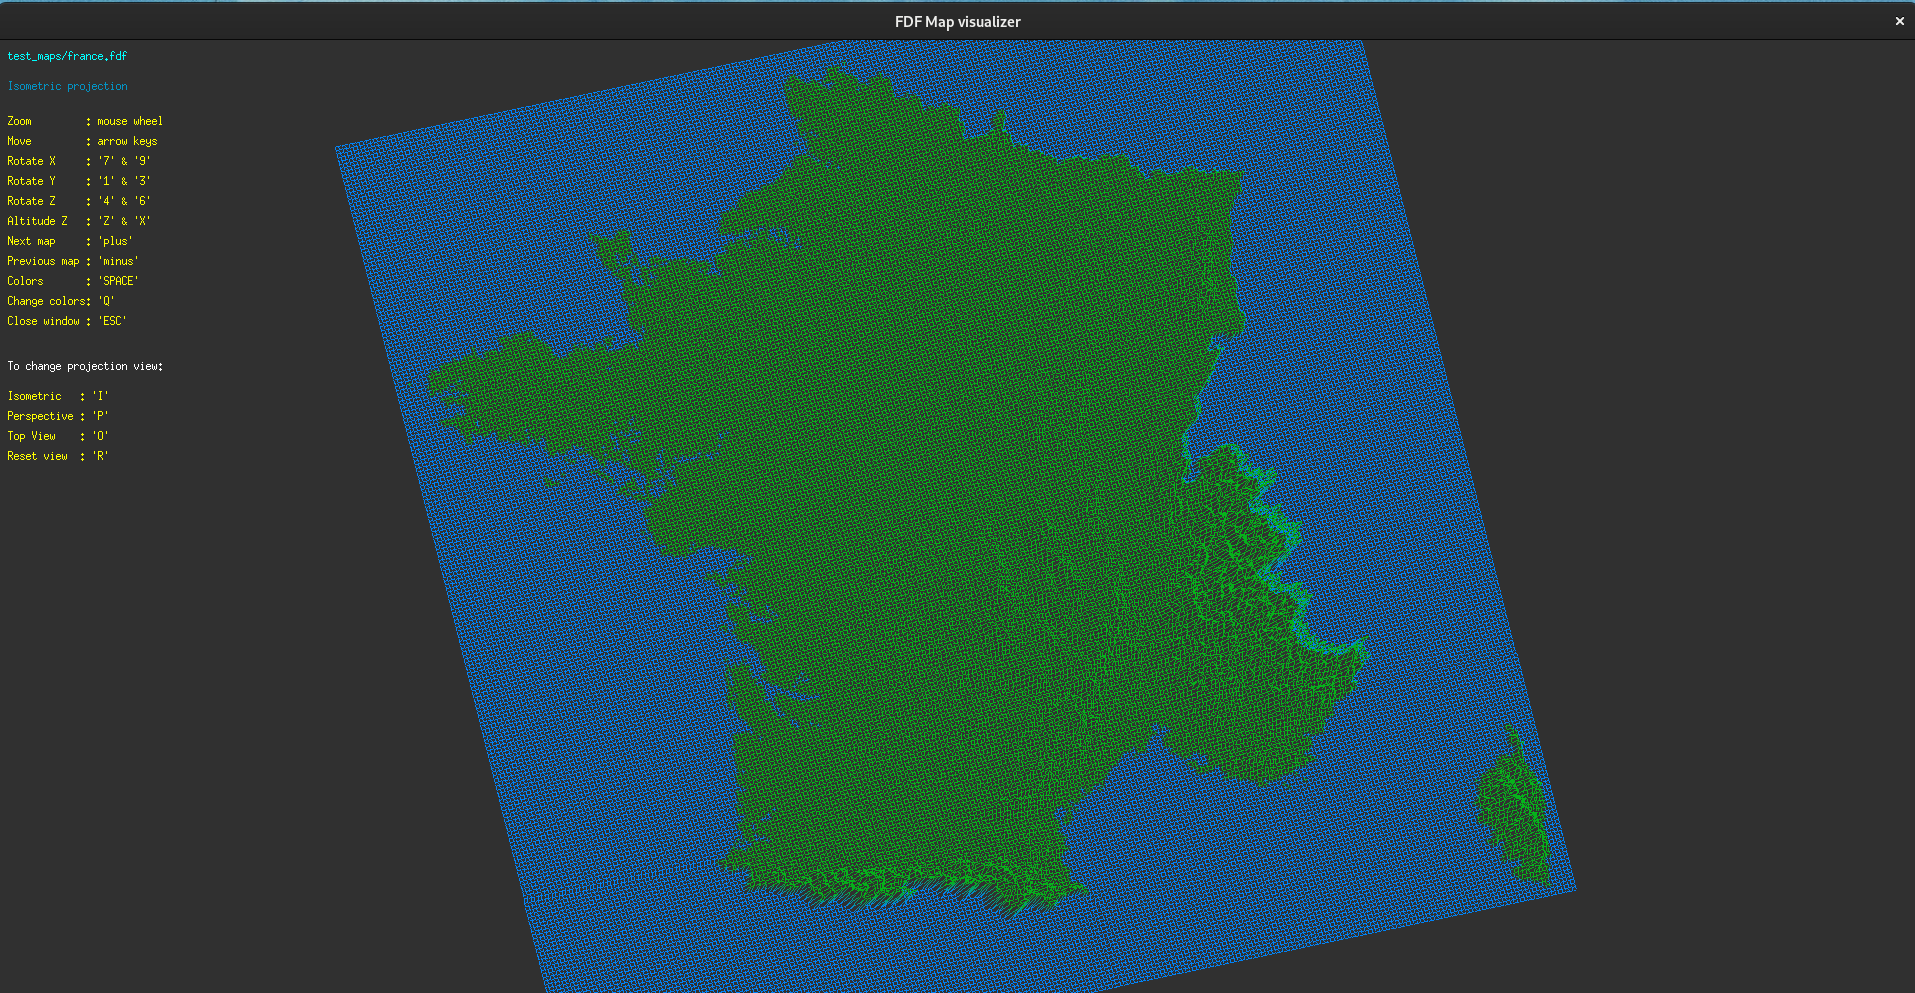 FDF Map visualizer
test_maps/france.fdf
Isometric projection
Zoom : mouse wheel
Move : arrow keys
Rotate X : '7' & '9'
Rotate Y : '1' & '3'
Rotate Z : '4' & '6'
Altitude Z : 'Z' & 'X'
Next map : 'plus'
Previous map : 'minus'
Colors : 'SPACE'
Change colors: 'Q'
Close window : 'ESC'
To change projection view:
Isometric : 'I'
Perspective : 'P'
Top View : 'O'
Reset view : 'R'